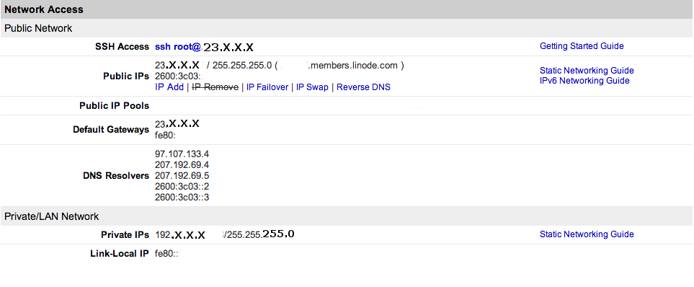 Network Access
Public Network
SSH Access ssh root@ 23.X.X.X Getting Started Guide
Public IPs 23.X.X.X / 255.255.255.0 ( .members.linode.com ) Static Networking Guide
2600:3c03: IPv6 Networking Guide
IP Add | IP Remove | IP Failover | IP Swap | Reverse DNS
Public IP Pools
Default Gateways 23.X.X.X
fe80:
DNS Resolvers 97.107.133.4
207.192.69.4
207.192.69.5
2600:3c03::2
2600:3c03::3
Private/LAN Network
Private IPs 192.X.X.X /255.255.255.0 Static Networking Guide
Link-Local IP fe80::